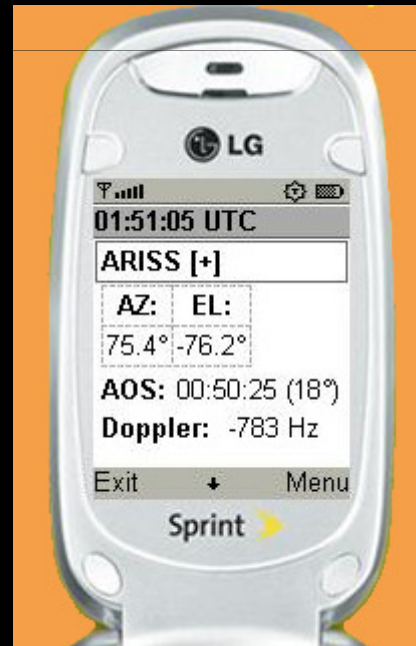 LG
01:51:05 UTC
ARISS [+]
AZ: EL:
75.4° -76.2°
AOS: 00:50:25 (18°)
Doppler: -783 Hz
Exit Menu
Sprint